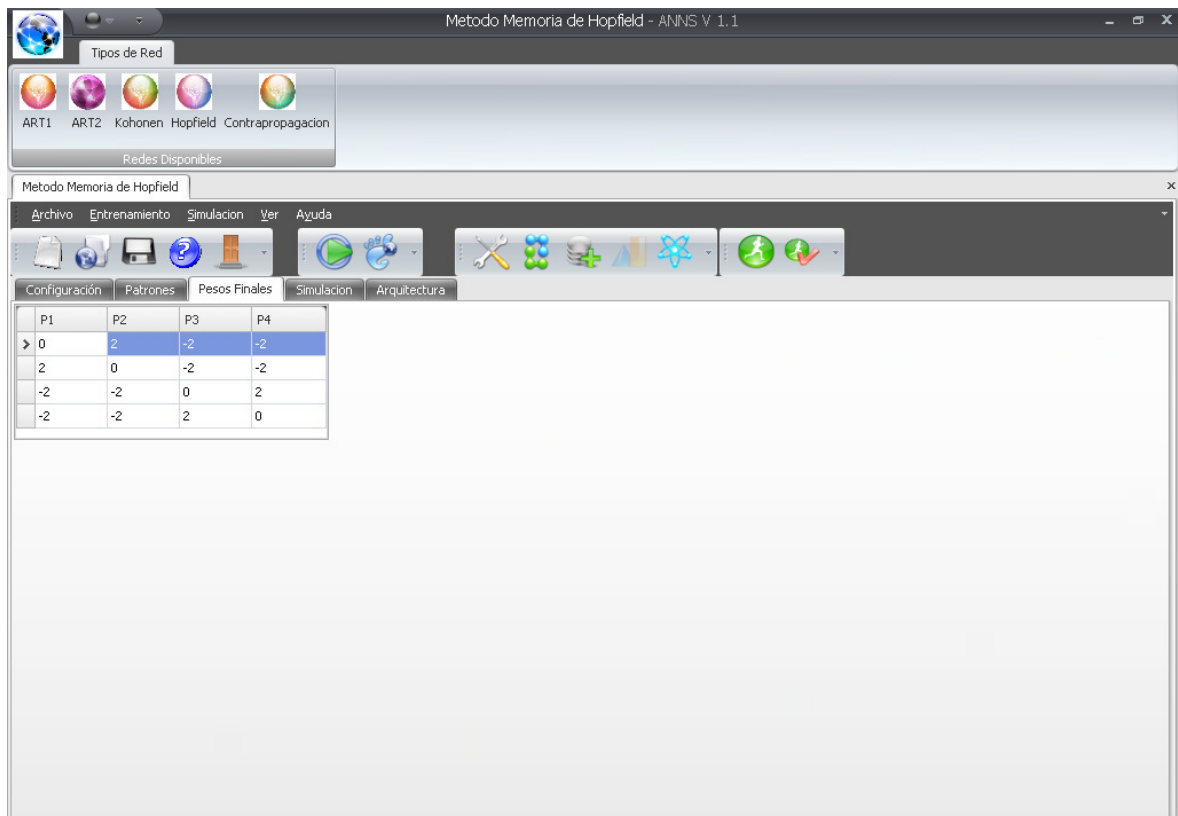 Metodo Memoria de Hopfield - ANNS V 1.1
Tipos de Red
ART1 ART2 Kohonen Hopfield Contrapropagacion
Redes Disponibles
Metodo Memoria de Hopfield
Archivo Entrenamiento Simulacion Ver Ayuda
Configuración Patrones Pesos Finales Simulacion Arquitectura
P1 P2 P3 P4
0 2 -2 -2
2 0 -2 -2
-2 -2 0 2
-2 -2 2 0